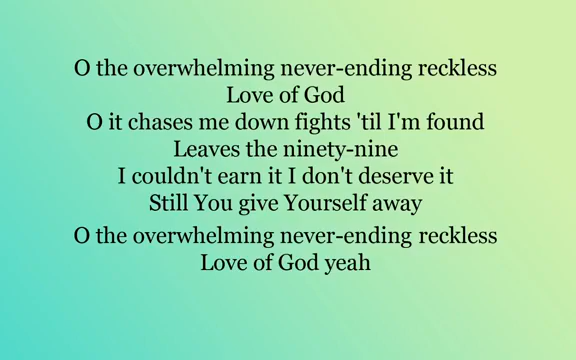 O the overwhelming never-ending reckless
Love of God
O it chases me down fights 'til I'm found
Leaves the ninety-nine
I couldn't earn it I don't deserve it
Still You give Yourself away
O the overwhelming never-ending reckless
Love of God yeah